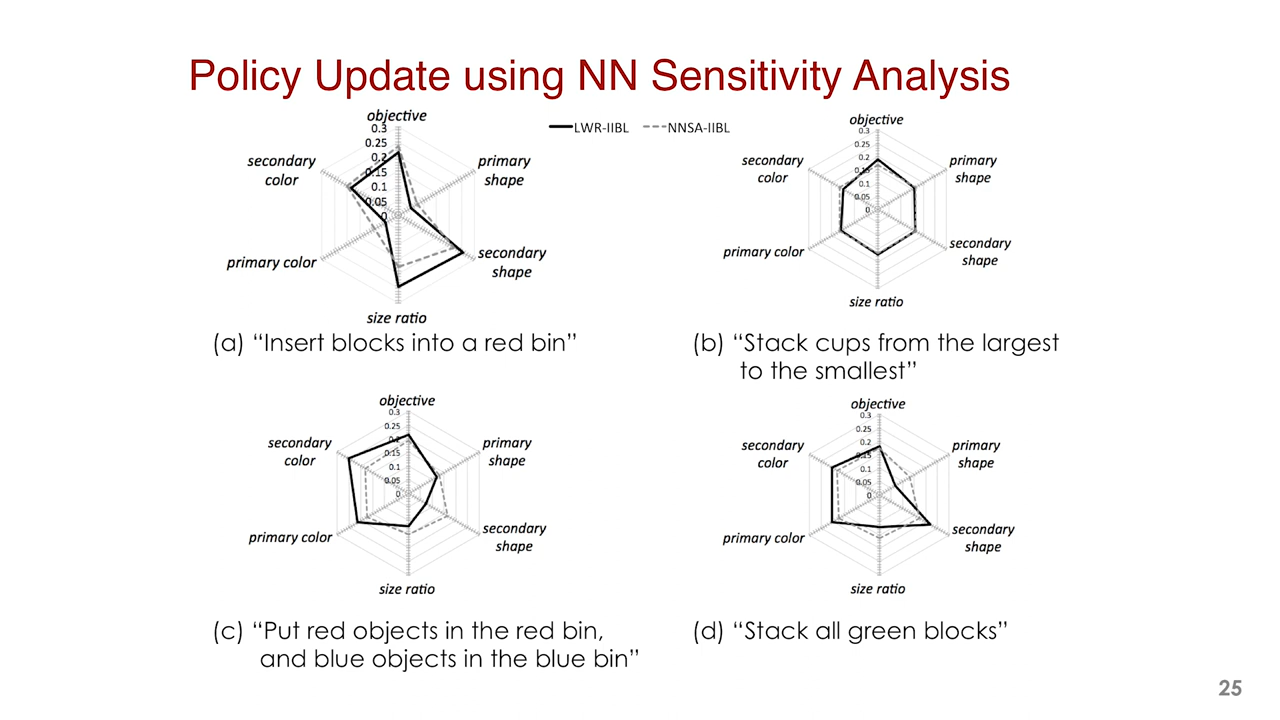 Policy Update using NN Sensitivity Analysis
LWR-IIBL NNSA-IIBL
objective
0.3
0.25
0.2
0.15
0.1
0.05
0
primary
shape
secondary
shape
size ratio
primary color
secondary
color
(a) “Insert blocks into a red bin”
objective
0.3
0.25
0.2
0.15
0.1
0.05
0
primary
shape
secondary
shape
size ratio
primary color
secondary
color
(b) “Stack cups from the largest
to the smallest”
objective
0.3
0.25
0.2
0.15
0.1
0.05
0
primary
shape
secondary
shape
size ratio
primary color
secondary
color
(c) “Put red objects in the red bin,
and blue objects in the blue bin”
objective
0.3
0.25
0.2
0.15
0.1
0.05
0
primary
shape
secondary
shape
size ratio
primary color
secondary
color
(d) “Stack all green blocks”
25